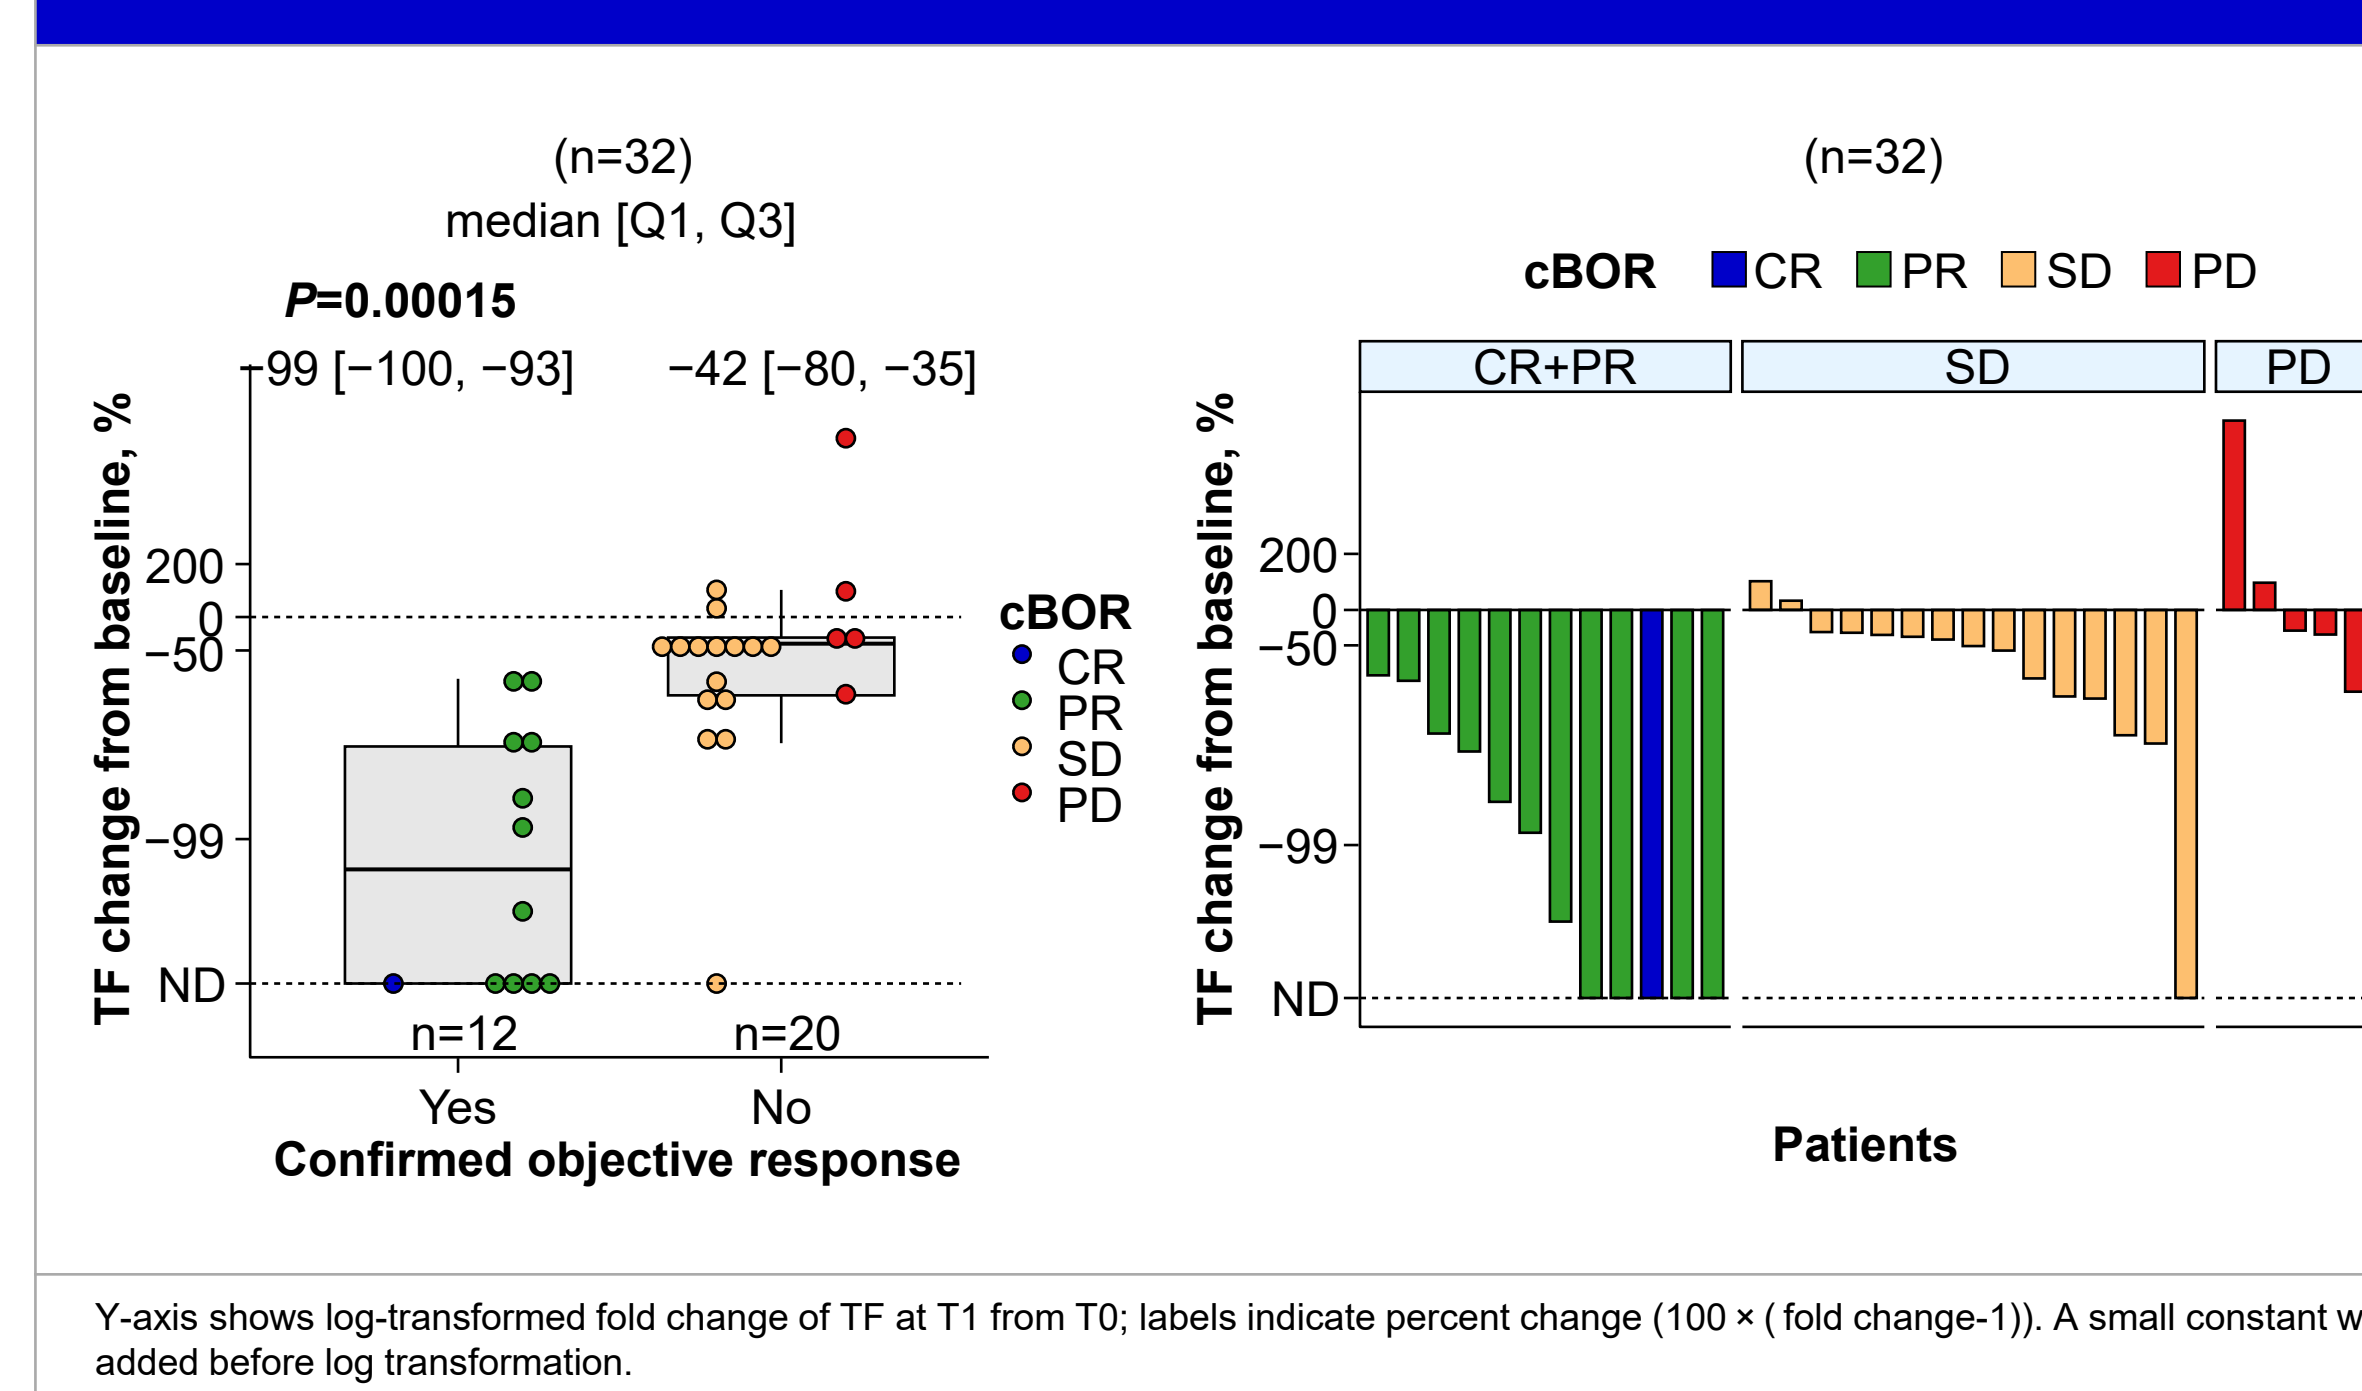 (n=32)
median [Q1, Q3]
P=0.00015
−99 [−100, −93]
−42 [−80, −35]
TF change from baseline, %
200
0
−50
−99
ND
n=12
n=20
Yes
No
Confirmed objective response
cBOR
CR
PR
SD
PD
(n=32)
cBOR CR PR SD PD
CR+PR
SD
PD
TF change from baseline, %
200
0
−50
−99
ND
Patients
Y-axis shows log-transformed fold change of TF at T1 from T0; labels indicate percent change (100 × ( fold change-1)). A small constant
added before log transformation.